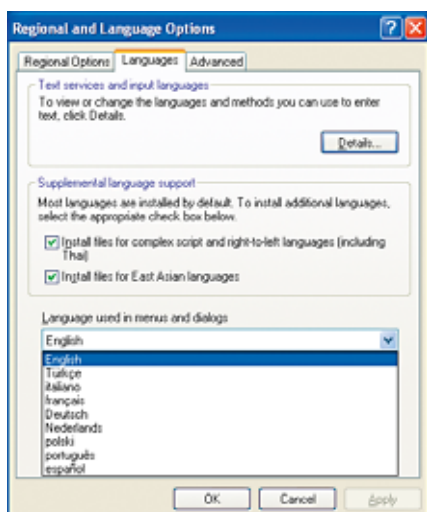 Regional and Language Options
Regional Options Languages Advanced
Text services and input languages
To view or change the languages and methods you can use to enter
text, click Details.
Details...
Supplemental language support
Most languages are installed by default. To install additional languages,
select the appropriate check box below.
Install files for complex script and right-to-left languages (including
Thai)
Install files for East Asian languages
Language used in menus and dialogs
English
English
Türkçe
italiano
français
Deutsch
Nederlands
polski
português
español
OK Cancel Apply